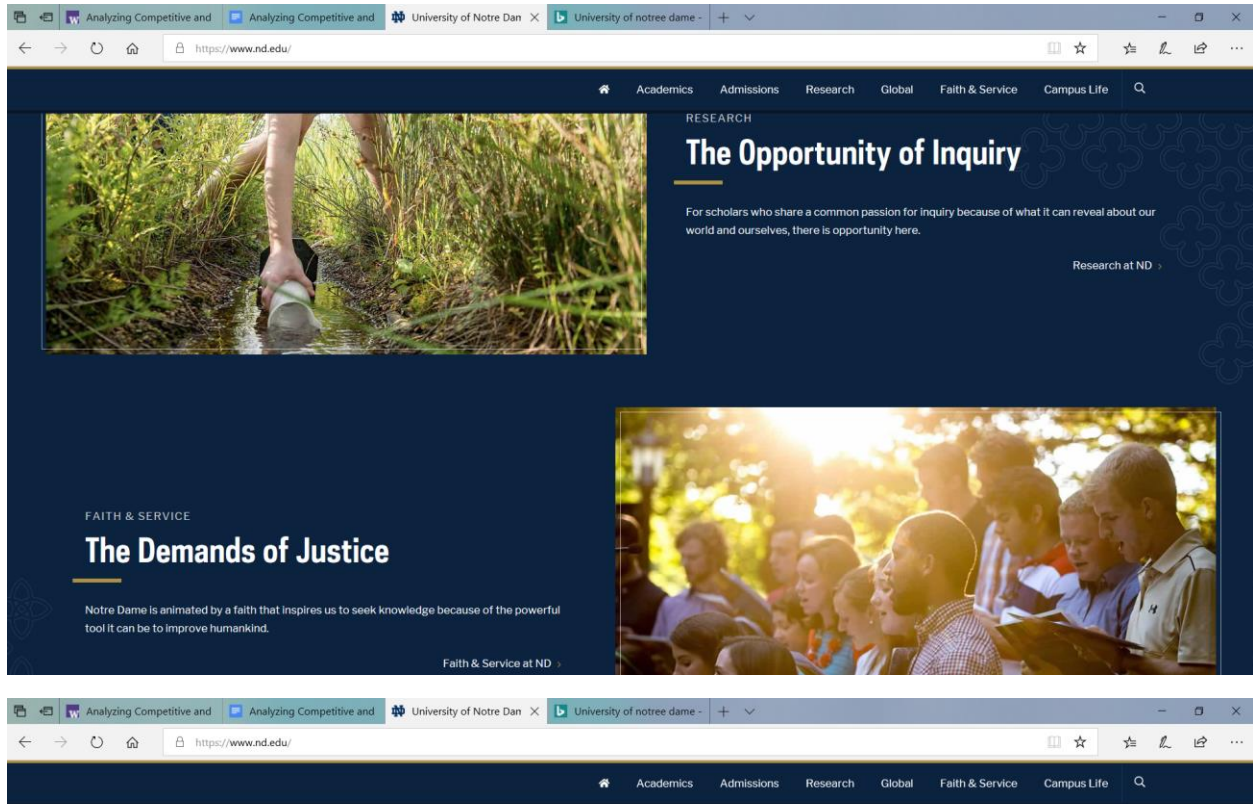 Analyzing Competitive and
Analyzing Competitive and
University of Notre Dan
University of notree dame -
https://www.nd.edu/
Academics Admissions Research Global Faith & Service Campus Life
RESEARCH
The Opportunity of Inquiry
For scholars who share a common passion for inquiry because of what it can reveal about our
world and ourselves, there is opportunity here.
Research at ND >
FAITH & SERVICE
The Demands of Justice
Notre Dame is animated by a faith that inspires us to seek knowledge because of the powerful
tool it can be to improve humankind.
Faith & Service at ND >
Analyzing Competitive and
Analyzing Competitive and
University of Notre Dan
University of notree dame -
https://www.nd.edu/
Academics Admissions Research Global Faith & Service Campus Life